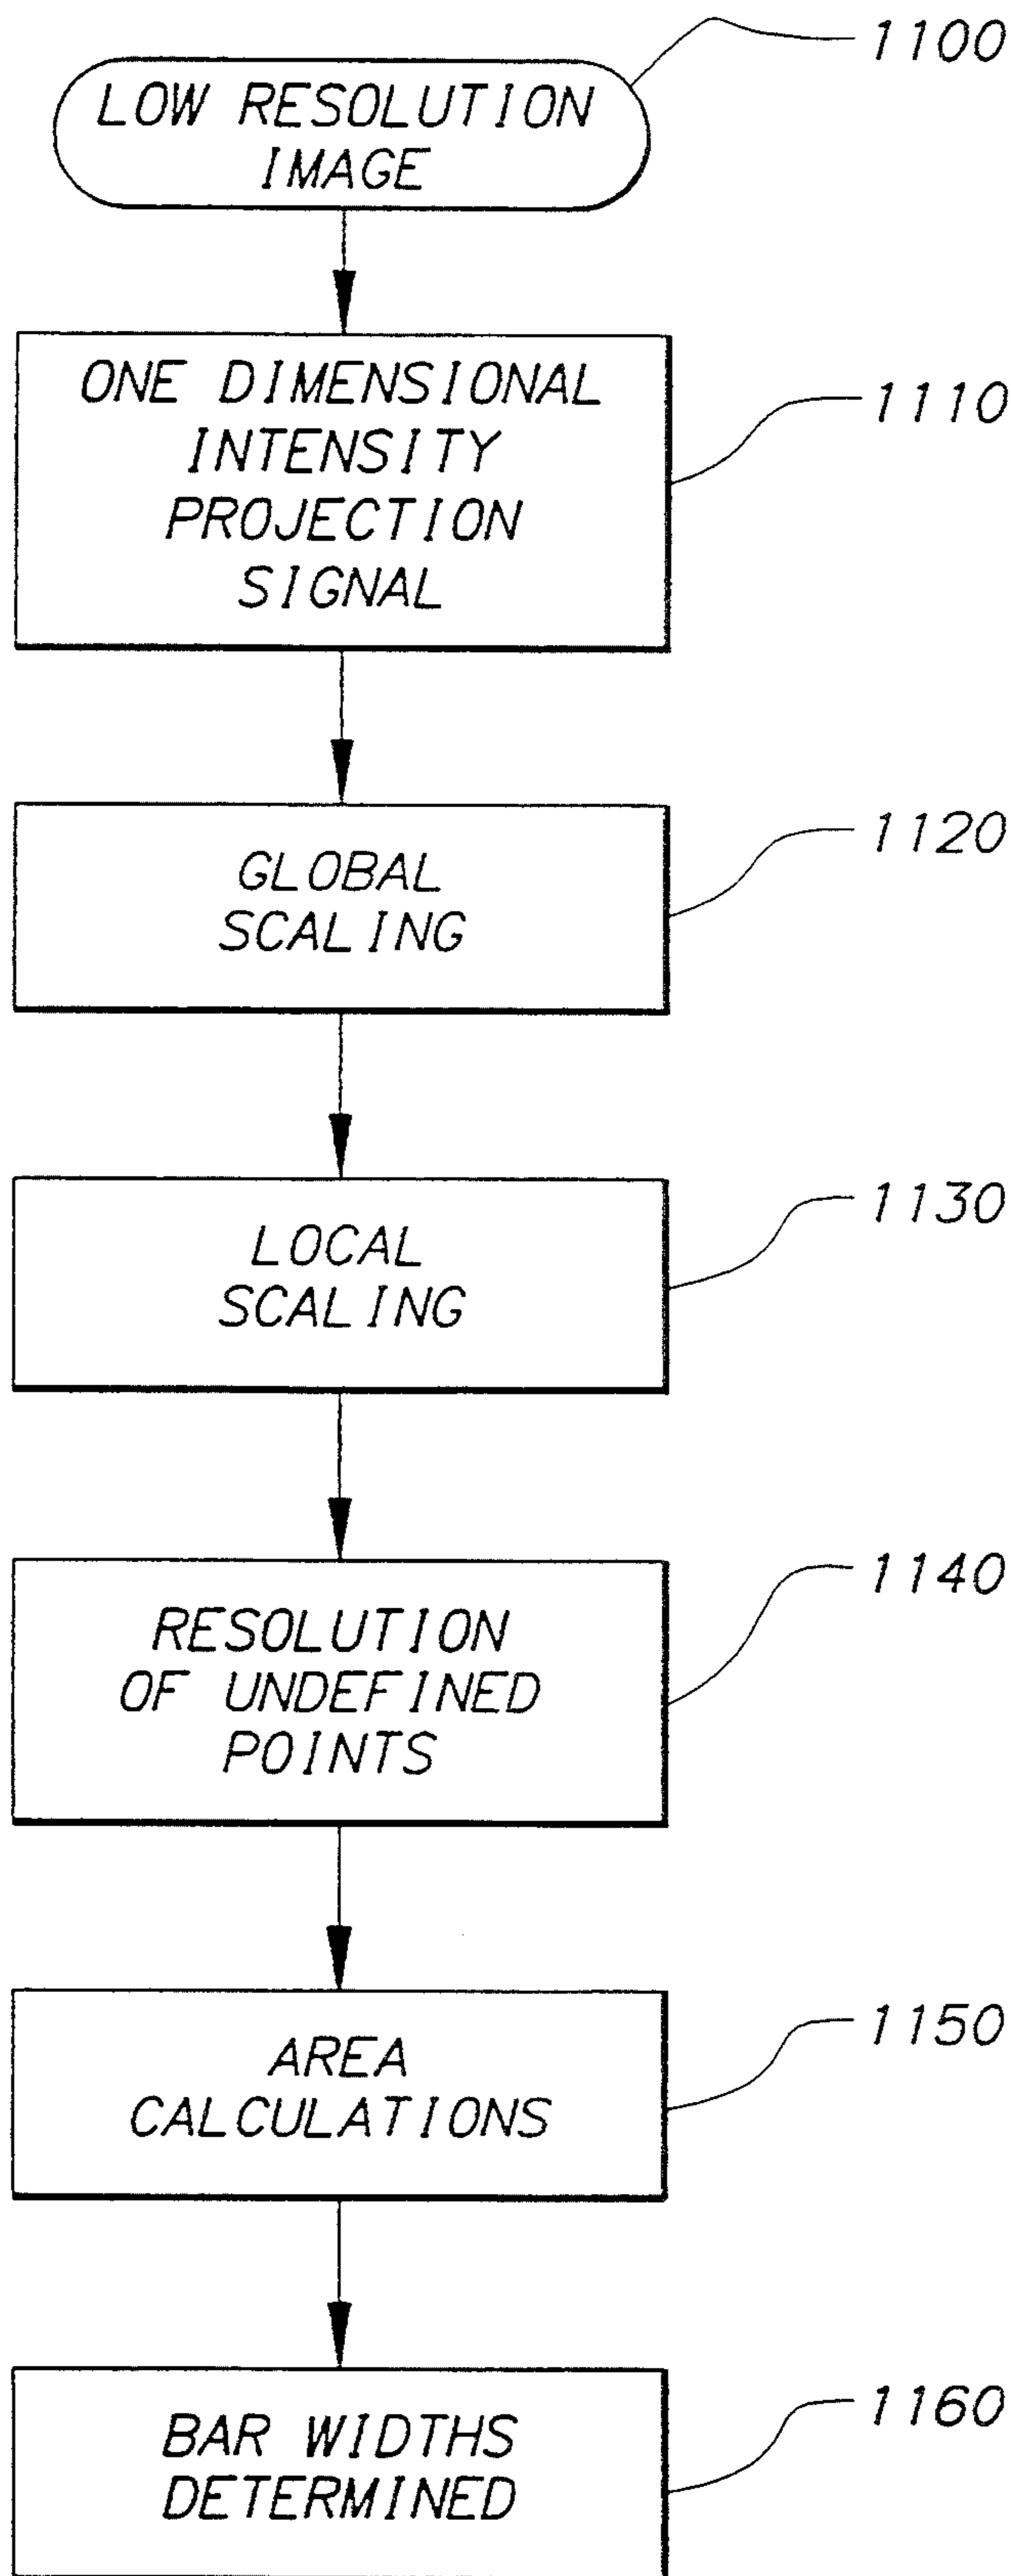 1100
LOW RESOLUTION
IMAGE
ONE DIMENSIONAL
INTENSITY
PROJECTION
SIGNAL
1110
GLOBAL
SCALING
1120
LOCAL
SCALING
1130
RESOLUTION
OF UNDEFINED
POINTS
1140
AREA
CALCULATIONS
1150
BAR WIDTHS
DETERMINED
1160